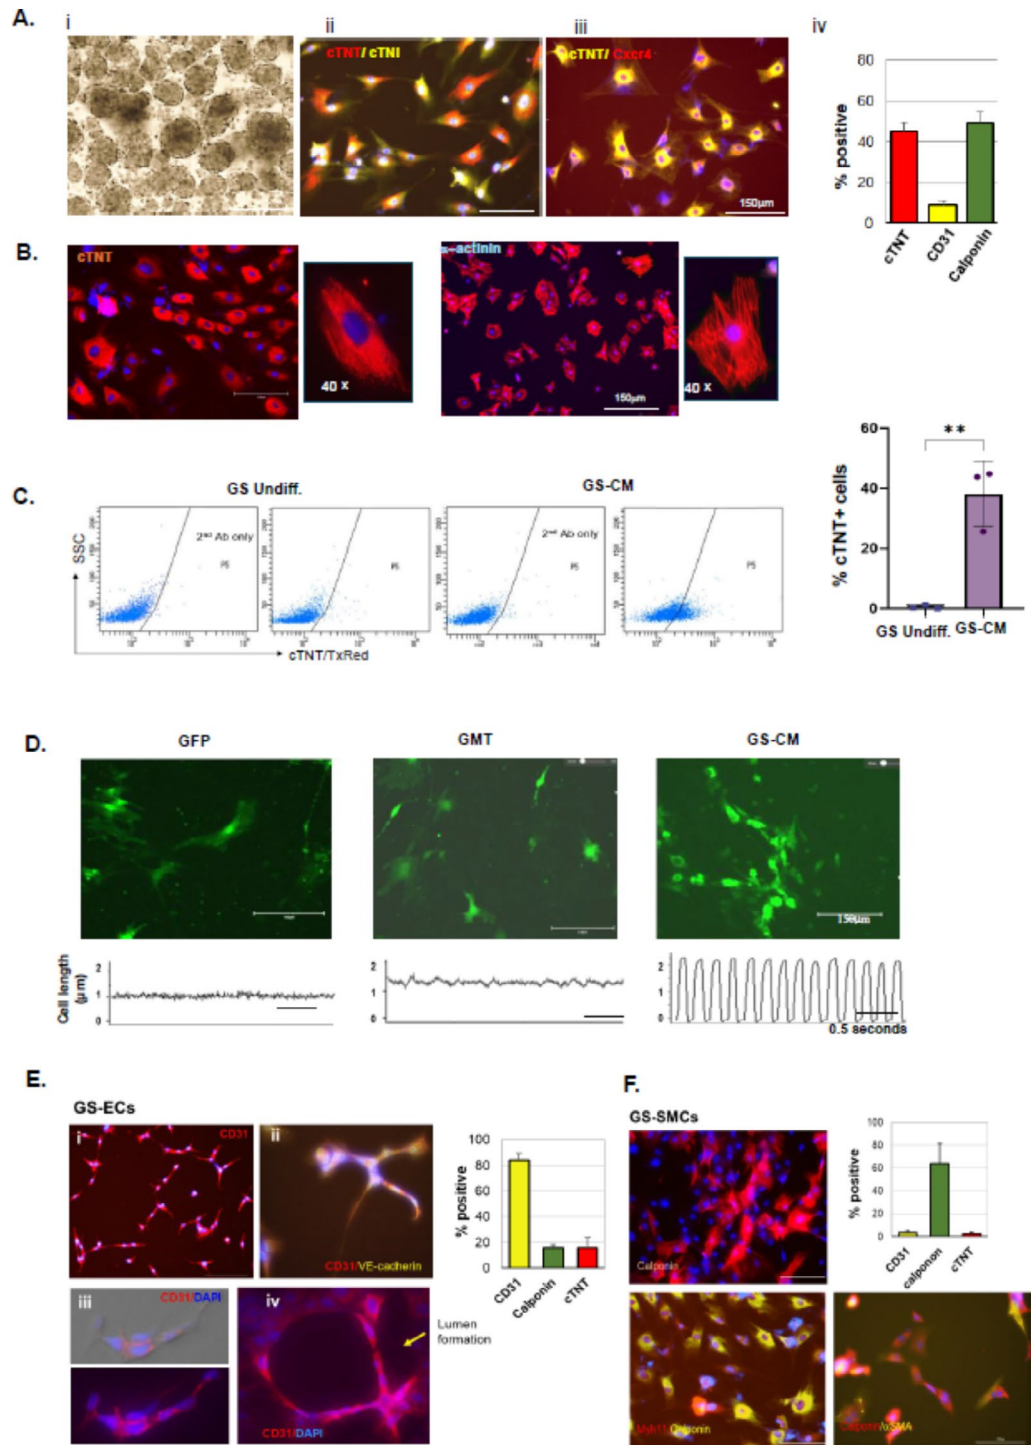 A.
i
ii
iii
iv
cTNT/ cTNI
cTNT/ Cxcr4
150µm
% positive
80
60
40
20
0
cTNT
CD31
Calponin
B.
cTNT
40 x
-actinin
150µm
40 x
C.
GS Undiff.
GS-CM
SSC
2nd Ab only
P5
P5
2nd Ab only
P5
P5
cTNT/TxRed
% cTNT+ cells
60
40
20
0
**
GS Undiff.
GS-CM
D.
GFP
GMT
GS-CM
150µm
Cell length
(µm)
2
1
0
2
1
0
2
1
0
0.5 seconds
E.
GS-ECs
i
CD31
ii
CD31/VE-cadherin
iii
CD31/DAPI
iv
CD31/DAPI
Lumen
formation
% positive
100
80
60
40
20
0
CD31
Calponin
cTNT
F.
GS-SMCs
Calponin
% positive
100
80
60
40
20
0
CD31
calponon
cTNT
Myh11/Calponin
Calponin/αSMA